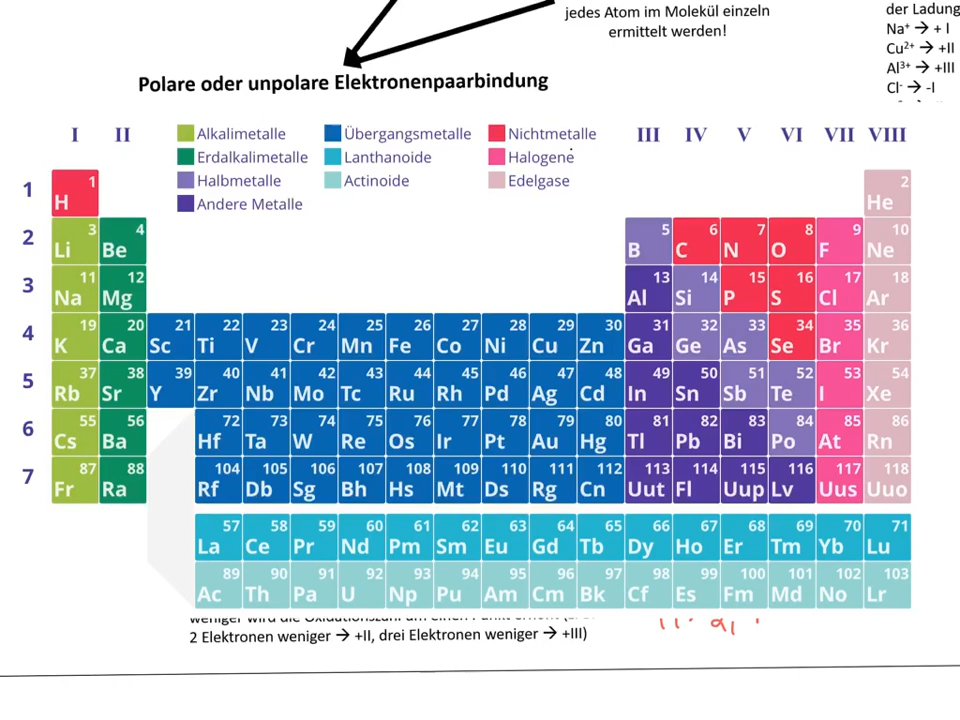 jedes Atom im Molekül einzeln
ermittelt werden!
der Ladung
Na⁺ → + I
Cu²⁺ → +II
Al³⁺ → +III
Cl⁻ → -I
Polare oder unpolare Elektronenpaarbindung
I II III IV V VI VII VIII
Alkalimetalle Übergangsmetalle Nichtmetalle
Erdalkalimetalle Lanthanoide Halogene
Halbmetalle Actinoide Edelgase
Andere Metalle
1 1 H 2 He
2 3 Li 4 Be 5 B 6 C 7 N 8 O 9 F 10 Ne
3 11 Na 12 Mg 13 Al 14 Si 15 P 16 S 17 Cl 18 Ar
4 19 K 20 Ca 21 Sc 22 Ti 23 V 24 Cr 25 Mn 26 Fe 27 Co 28 Ni 29 Cu 30 Zn 31 Ga 32 Ge 33 As 34 Se 35 Br 36 Kr
5 37 Rb 38 Sr 39 Y 40 Zr 41 Nb 42 Mo 43 Tc 44 Ru 45 Rh 46 Pd 47 Ag 48 Cd 49 In 50 Sn 51 Sb 52 Te 53 I 54 Xe
6 55 Cs 56 Ba 72 Hf 73 Ta 74 W 75 Re 76 Os 77 Ir 78 Pt 79 Au 80 Hg 81 Tl 82 Pb 83 Bi 84 Po 85 At 86 Rn
7 87 Fr 88 Ra 104 Rf 105 Db 106 Sg 107 Bh 108 Hs 109 Mt 110 Ds 111 Rg 112 Cn 113 Uut 114 Fl 115 Uup 116 Lv 117 Uus 118 Uuo
57 La 58 Ce 59 Pr 60 Nd 61 Pm 62 Sm 63 Eu 64 Gd 65 Tb 66 Dy 67 Ho 68 Er 69 Tm 70 Yb 71 Lu
89 Ac 90 Th 91 Pa 92 U 93 Np 94 Pu 95 Am 96 Cm 97 Bk 98 Cf 99 Es 100 Fm 101 Md 102 No 103 Lr
weniger wird die Oxidationszahl um einen Punkt erhöht
2 Elektronen weniger → +II, drei Elektronen weniger → +III)